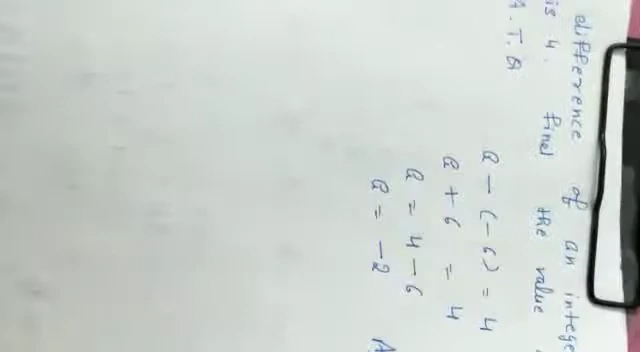 difference of an intege
is 4. find the value
A.T.Q
a - (-6) = 4
a + 6 = 4
a = 4 - 6
a = -2 A